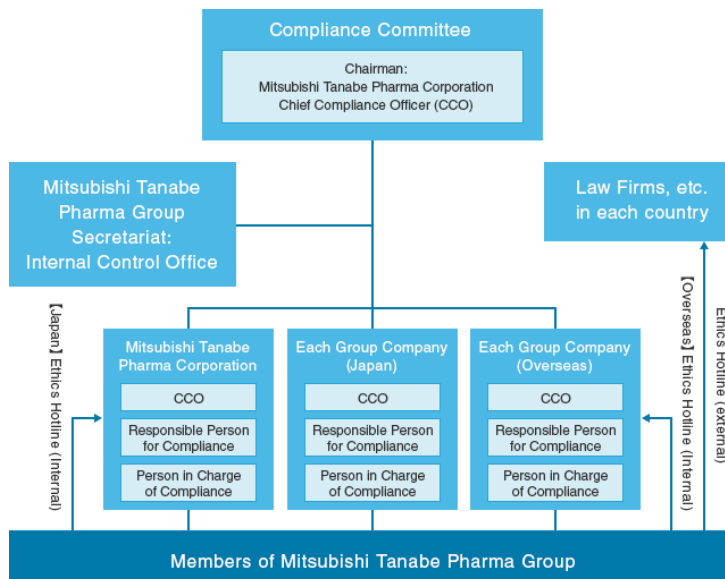 Compliance Committee
Chairman:
Mitsubishi Tanabe Pharma Corporation
Chief Compliance Officer (CCO)
Mitsubishi Tanabe
Pharma Group
Secretariat:
Internal Control Office
Law Firms, etc.
in each country
【Japan】Ethics Hotline (Internal)
Mitsubishi Tanabe
Pharma Corporation
CCO
Responsible Person
for Compliance
Person in Charge
of Compliance
Each Group Company
(Japan)
CCO
Responsible Person
for Compliance
Person in Charge
of Compliance
Each Group Company
(Overseas)
CCO
Responsible Person
for Compliance
Person in Charge
of Compliance
【Overseas】Ethics Hotline (Internal)
Ethics Hotline (external)
Members of Mitsubishi Tanabe Pharma Group